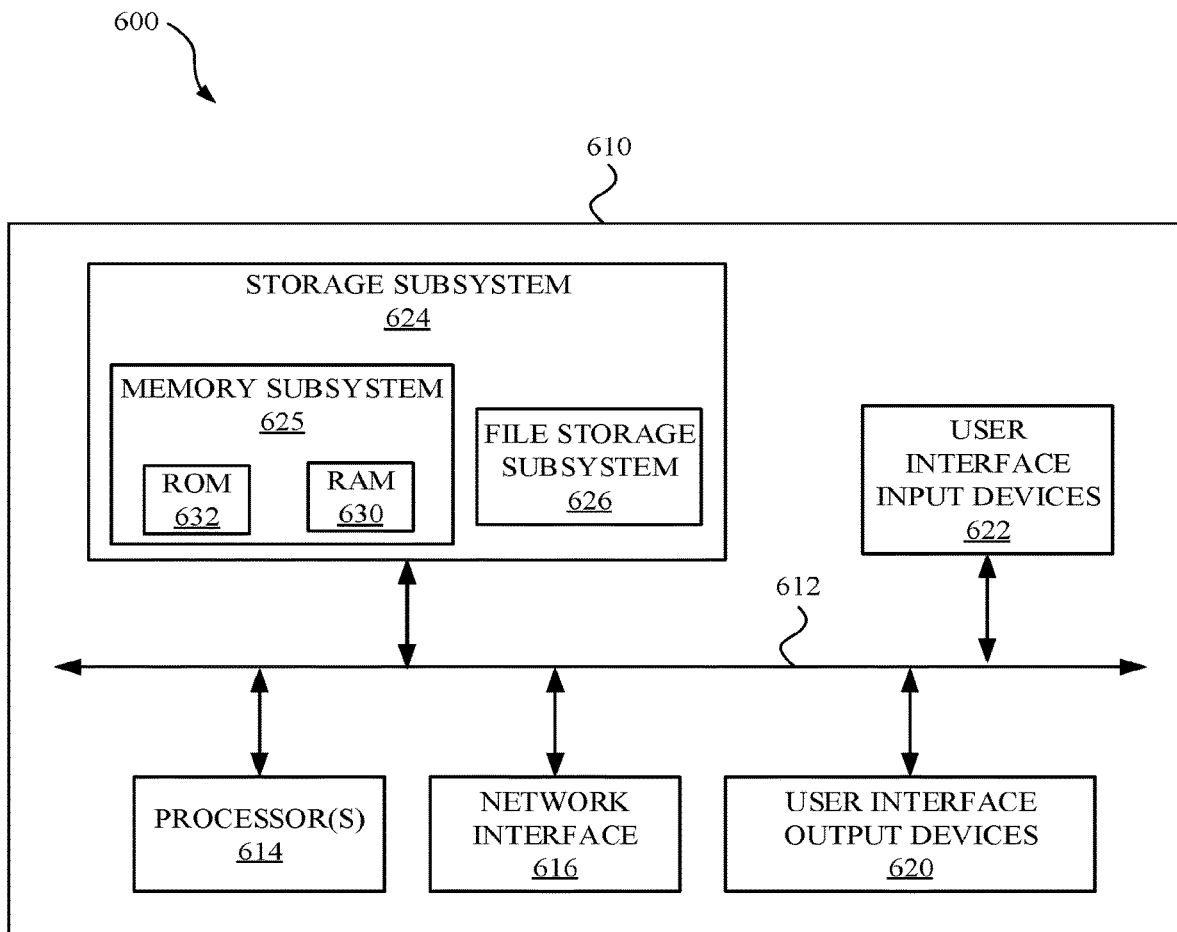 600
610
STORAGE SUBSYSTEM
624
MEMORY SUBSYSTEM
625
ROM
632
RAM
630
FILE STORAGE
SUBSYSTEM
626
USER
INTERFACE
INPUT DEVICES
622
612
PROCESSOR(S)
614
NETWORK
INTERFACE
616
USER INTERFACE
OUTPUT DEVICES
620